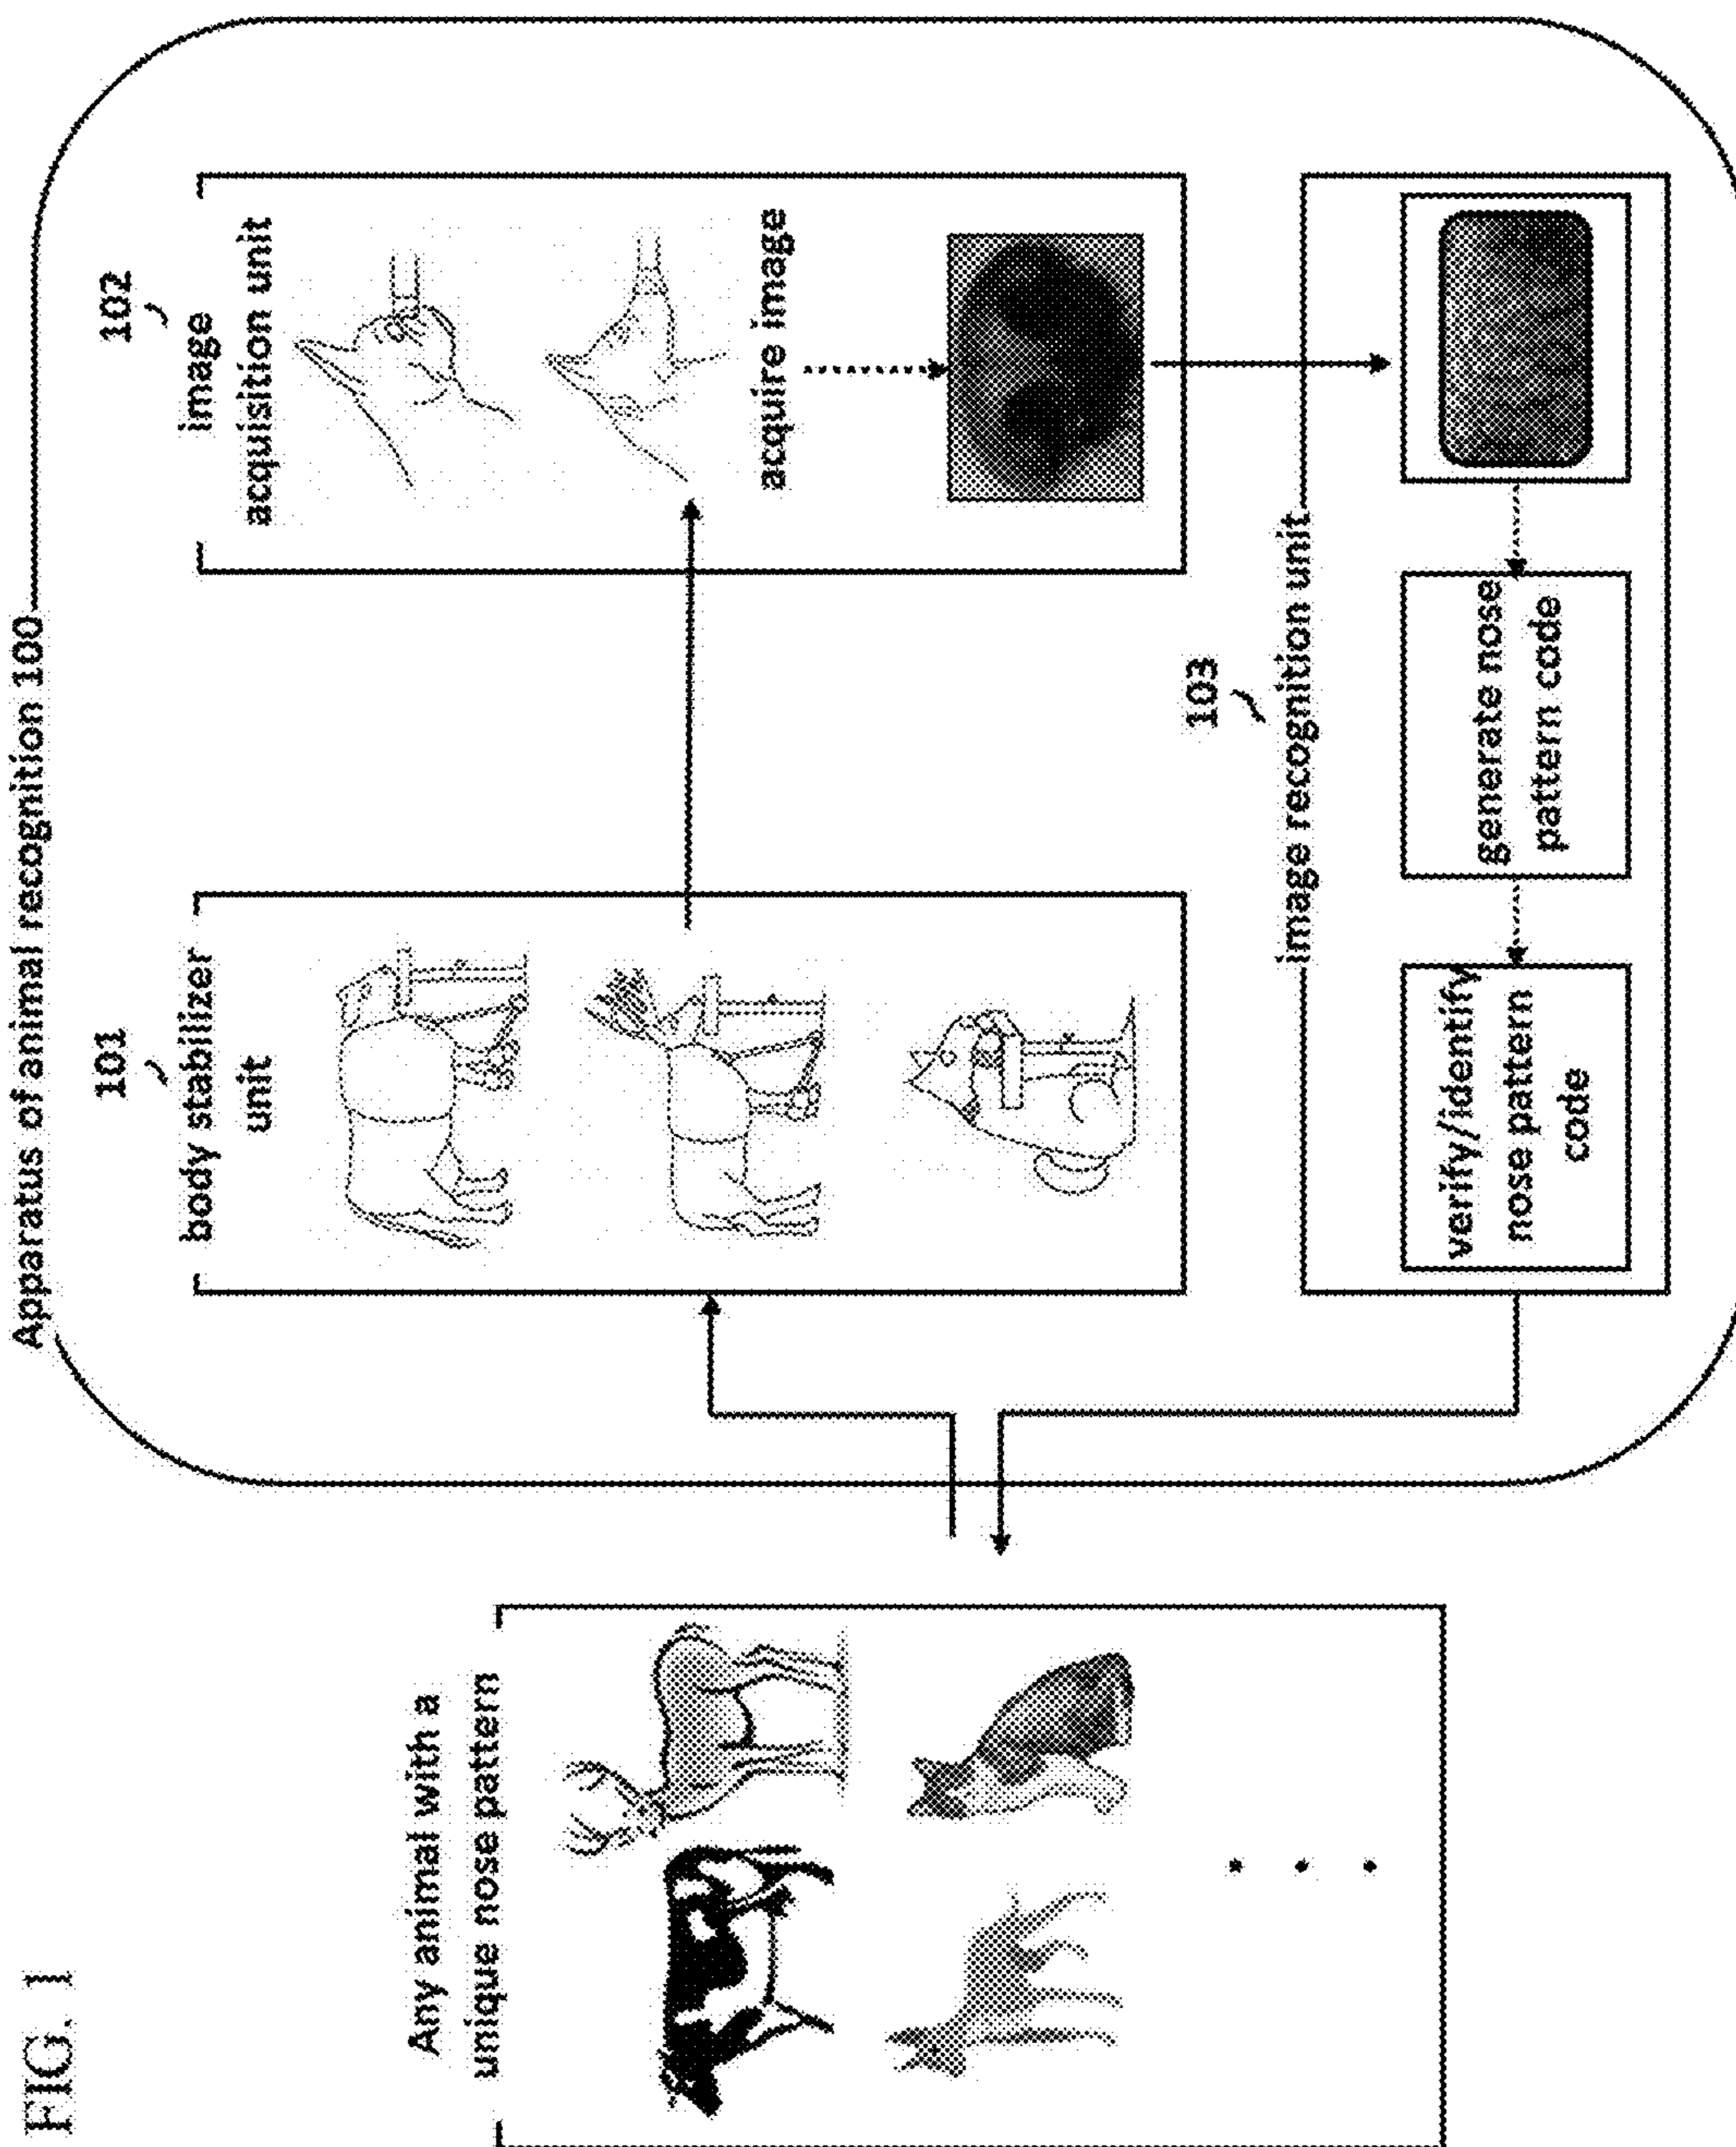 FIG. 1
Any animal with a
unique nose pattern
Apparatus of animal recognition 100
101
body stabilizer
unit
102
image
acquisition unit
acquire image
103
image recognition unit
verify/identify
nose pattern
code
generate nose
pattern code